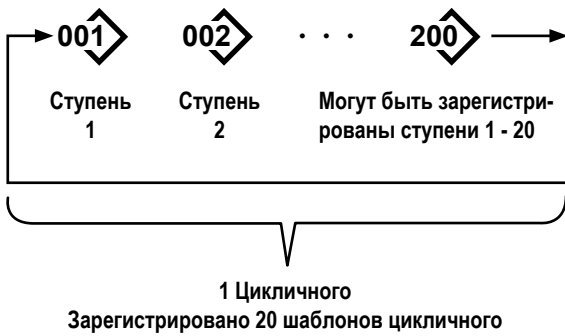 001 002 · · · 200
Ступень 1
Ступень 2
Могут быть зарегистри-
рованы ступени 1 - 20
1 Цикличного
Зарегистрировано 20 шаблонов цикличного